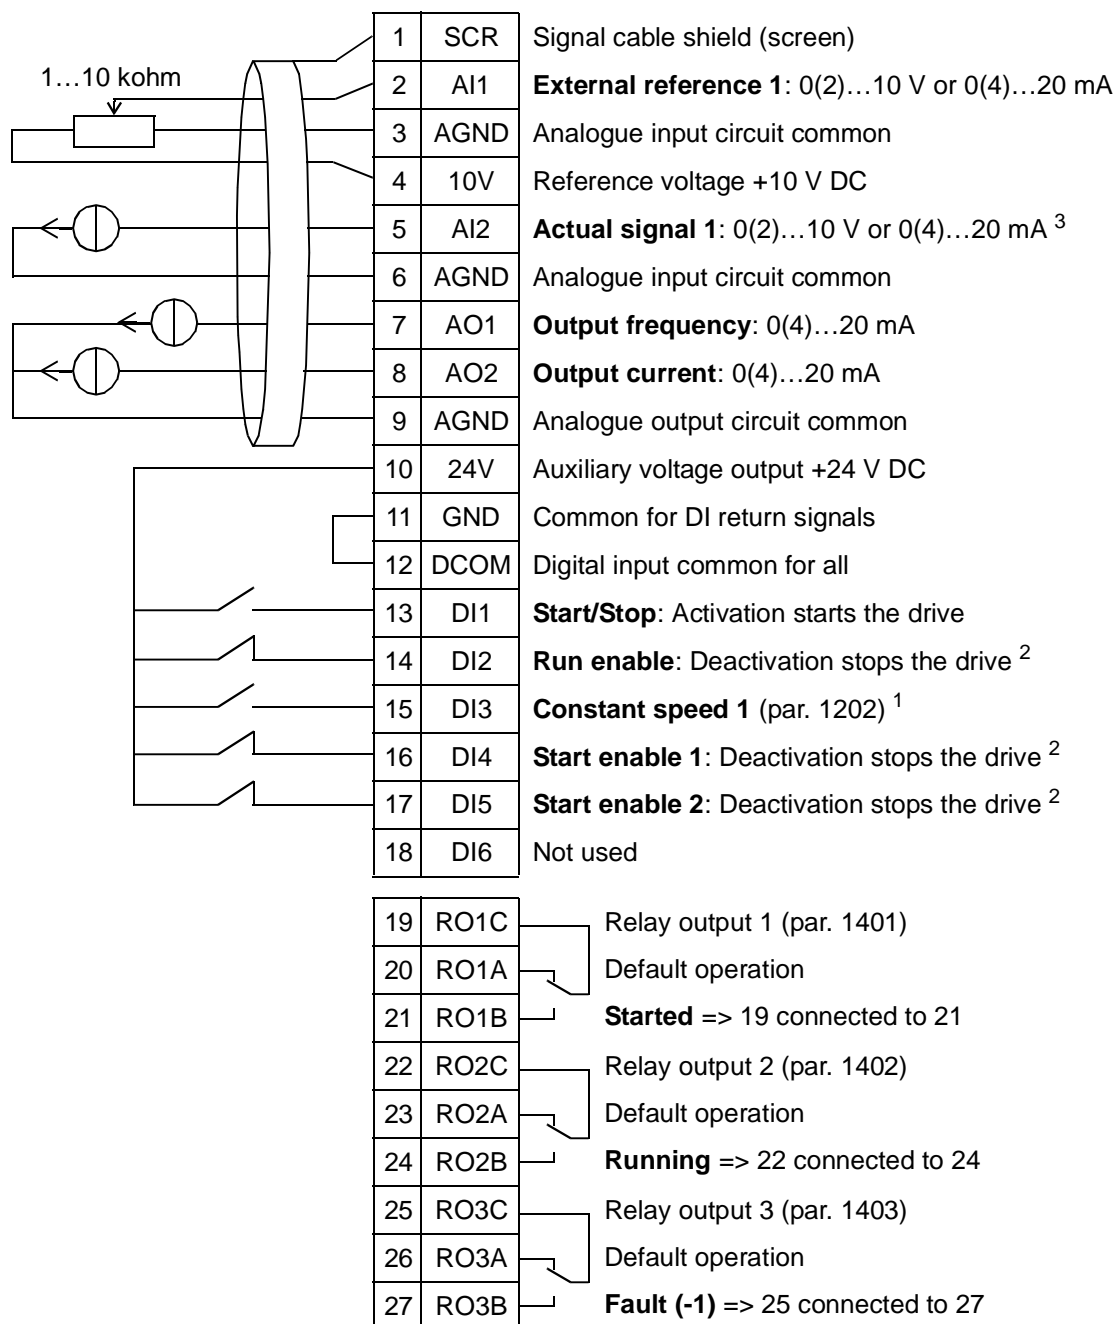 1 SCR Signal cable shield (screen)
1…10 kohm
2 AI1 External reference 1: 0(2)…10 V or 0(4)…20 mA
3 AGND Analogue input circuit common
4 10V Reference voltage +10 V DC
5 AI2 Actual signal 1: 0(2)…10 V or 0(4)…20 mA 3
6 AGND Analogue input circuit common
7 AO1 Output frequency: 0(4)…20 mA
8 AO2 Output current: 0(4)…20 mA
9 AGND Analogue output circuit common
10 24V Auxiliary voltage output +24 V DC
11 GND Common for DI return signals
12 DCOM Digital input common for all
13 DI1 Start/Stop: Activation starts the drive
14 DI2 Run enable: Deactivation stops the drive 2
15 DI3 Constant speed 1 (par. 1202) 1
16 DI4 Start enable 1: Deactivation stops the drive 2
17 DI5 Start enable 2: Deactivation stops the drive 2
18 DI6 Not used
19 RO1C Relay output 1 (par. 1401)
20 RO1A Default operation
21 RO1B Started => 19 connected to 21
22 RO2C Relay output 2 (par. 1402)
23 RO2A Default operation
24 RO2B Running => 22 connected to 24
25 RO3C Relay output 3 (par. 1403)
26 RO3A Default operation
27 RO3B Fault (-1) => 25 connected to 27